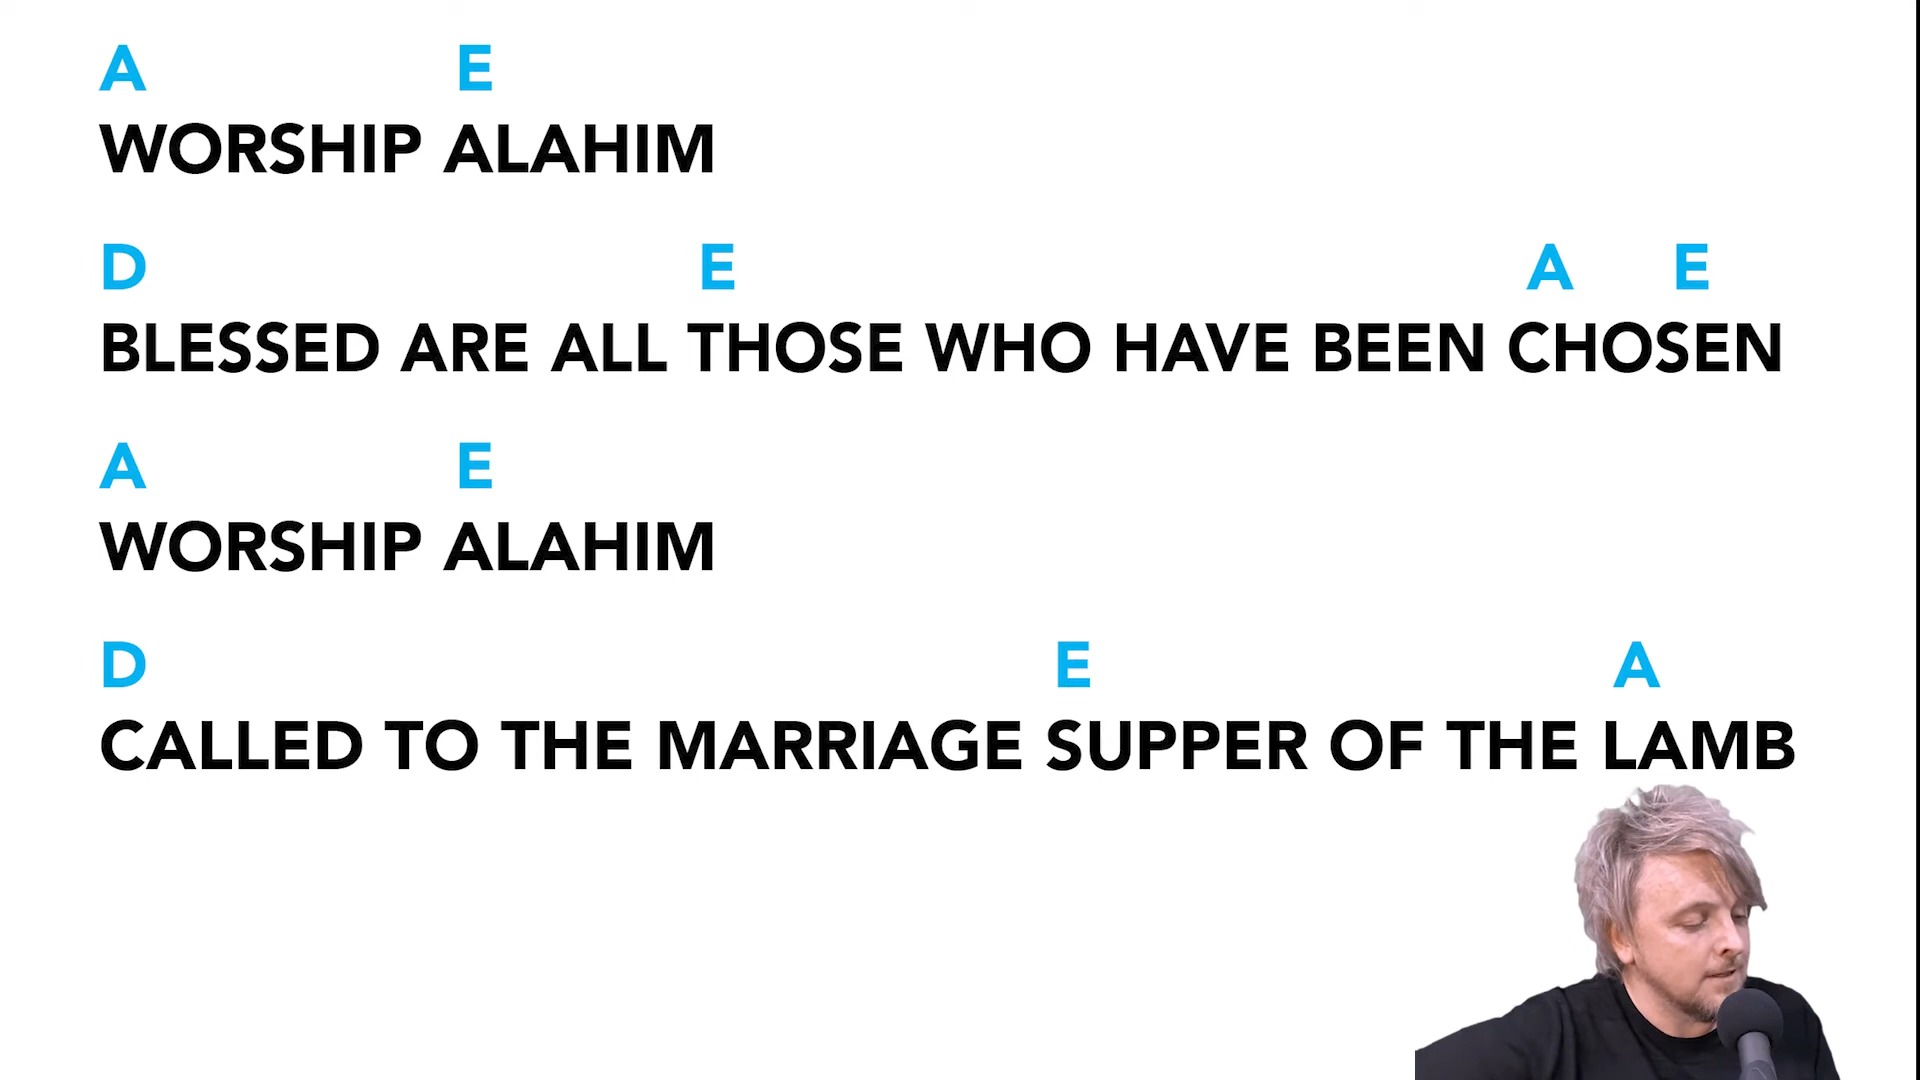 A E
WORSHIP ALAHIM
D E A E
BLESSED ARE ALL THOSE WHO HAVE BEEN CHOSEN
A E
WORSHIP ALAHIM
D E A
CALLED TO THE MARRIAGE SUPPER OF THE LAMB